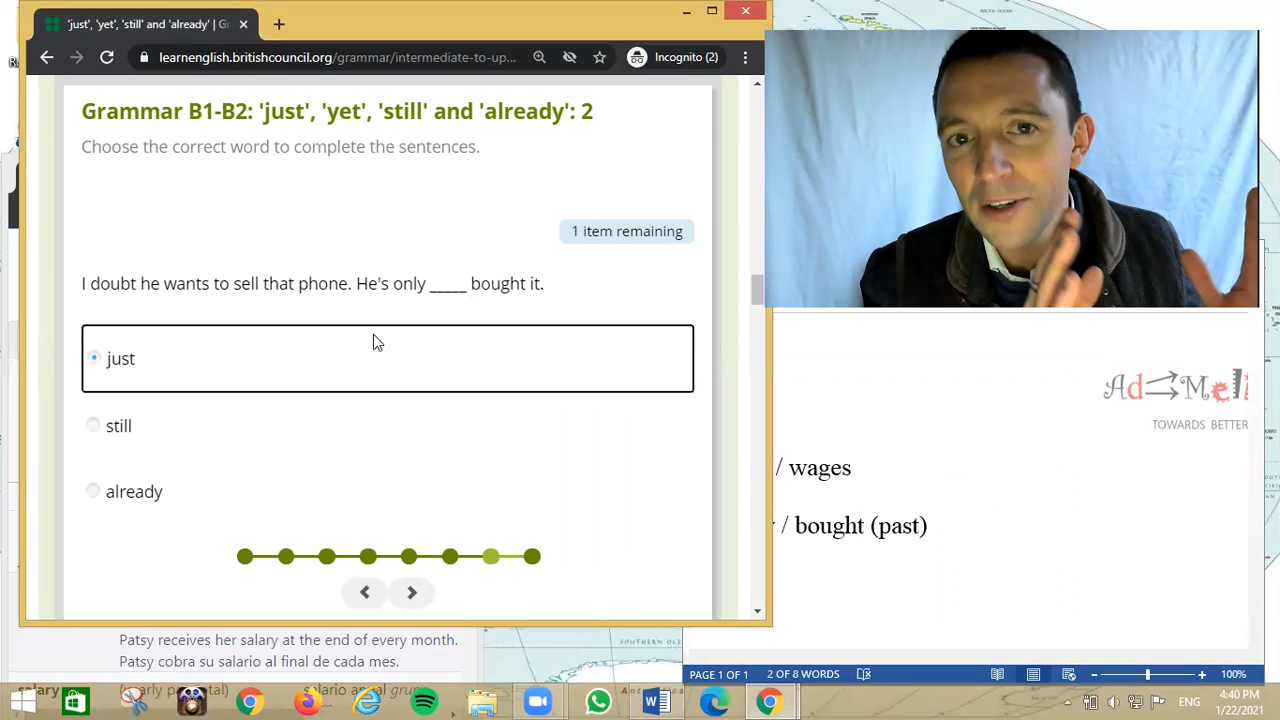 'just', 'yet', 'still' and 'already' | Gr
learnenglish.britishcouncil.org/grammar/intermediate-to-up...
Incognito (2)
Grammar B1-B2: 'just', 'yet', 'still' and 'already': 2
Choose the correct word to complete the sentences.
1 item remaining
I doubt he wants to sell that phone. He's only _____ bought it.
just
still
already
TOWARDS BETTER
/ wages
/ bought (past)
Patsy receives her salary at the end of every month.
Patsy cobra su salario al final de cada mes.
salary
salario
PAGE 1 OF 1
2 OF 8 WORDS
100%
ENG
4:40 PM
1/22/2021